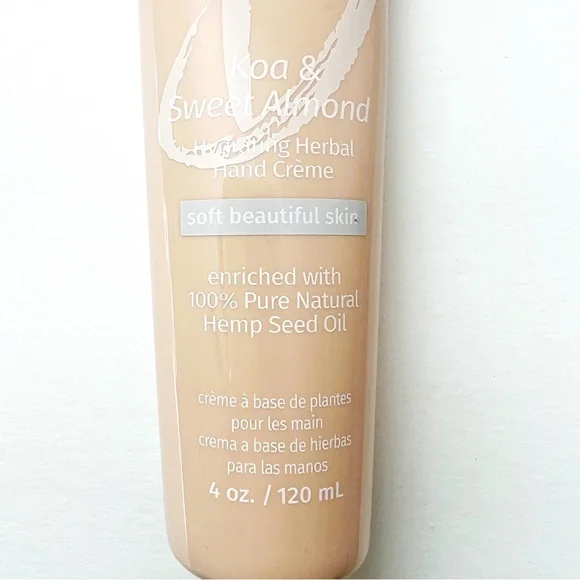 Koa &
Sweet Almond
Hydrating Herbal
Hand Crème
soft beautiful skin
enriched with
100% Pure Natural
Hemp Seed Oil
crème à base de plantes
pour les main
crema a base de hierbas
para las manos
4 oz. / 120 mL